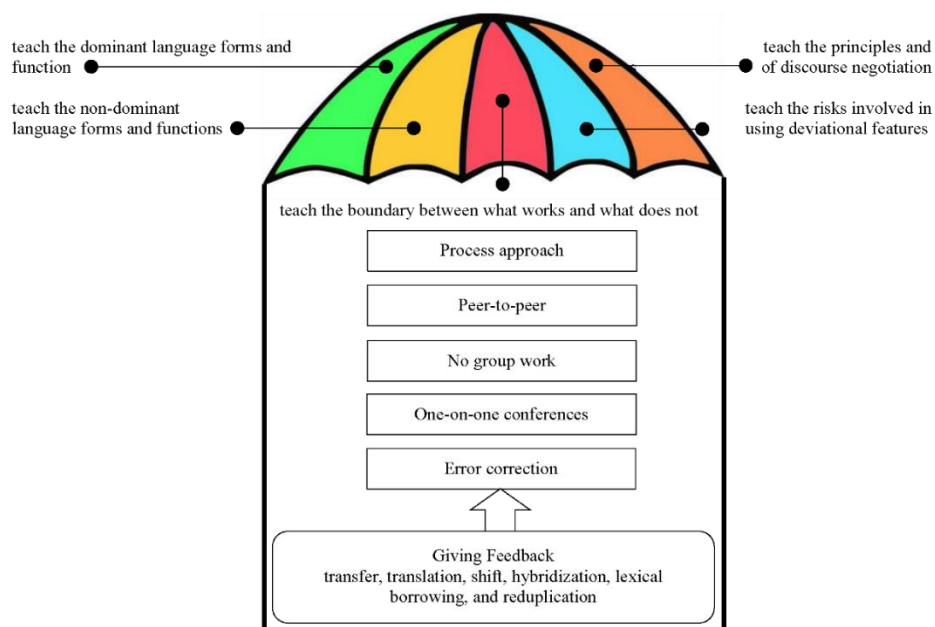 teach the dominant language forms and
function
teach the non-dominant
language forms and functions
teach the principles and
of discourse negotiation
teach the risks involved in
using deviational features
teach the boundary between what works and what does not
Process approach
Peer-to-peer
No group work
One-on-one conferences
Error correction
Giving Feedback
transfer, translation, shift, hybridization, lexical
borrowing, and reduplication